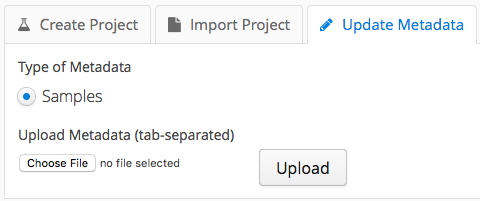 Create Project Import Project Update Metadata
Type of Metadata
Samples
Upload Metadata (tab-separated)
Choose File no file selected Upload